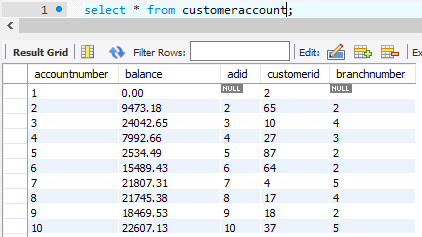 1 select * from customeraccount;
Result Grid Filter Rows: Edit: Ex
accountnumber balance adid customerid branchnumber
1 0.00 NULL 2 NULL
2 9473.18 2 65 2
3 24042.65 3 10 4
4 7992.66 4 27 3
5 2534.49 5 87 2
6 15489.43 6 64 2
7 21807.31 7 4 5
8 21745.38 8 17 4
9 18469.53 9 18 2
10 22607.13 10 37 5